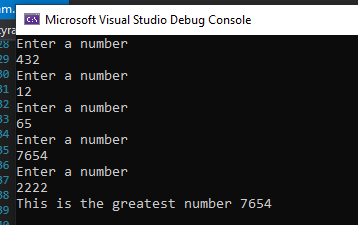 Microsoft Visual Studio Debug Console
Enter a number
432
Enter a number
12
Enter a number
65
Enter a number
7654
Enter a number
2222
This is the greatest number 7654